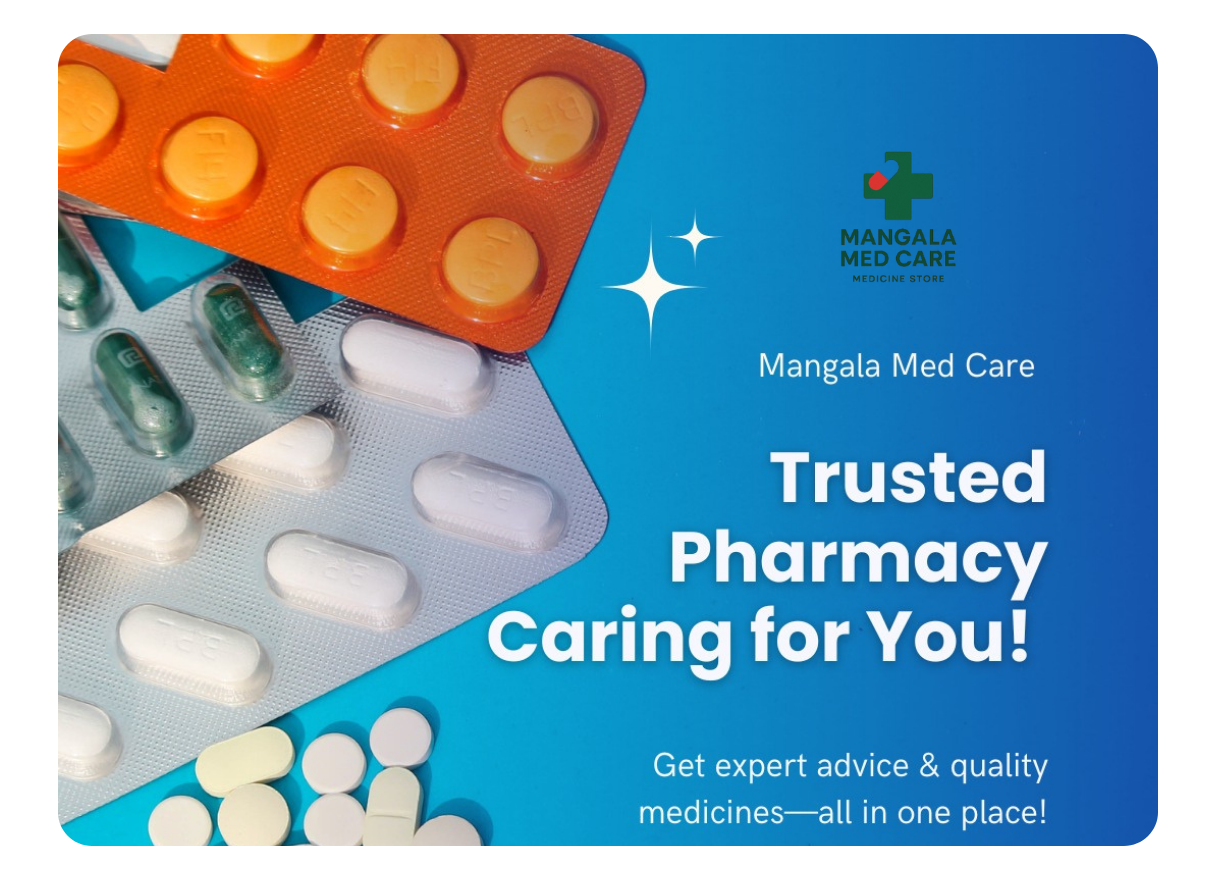 MANGALA
MED CARE
MEDICINE STORE
Mangala Med Care
Trusted
Pharmacy
Caring for You!
Get expert advice & quality
medicines—all in one place!